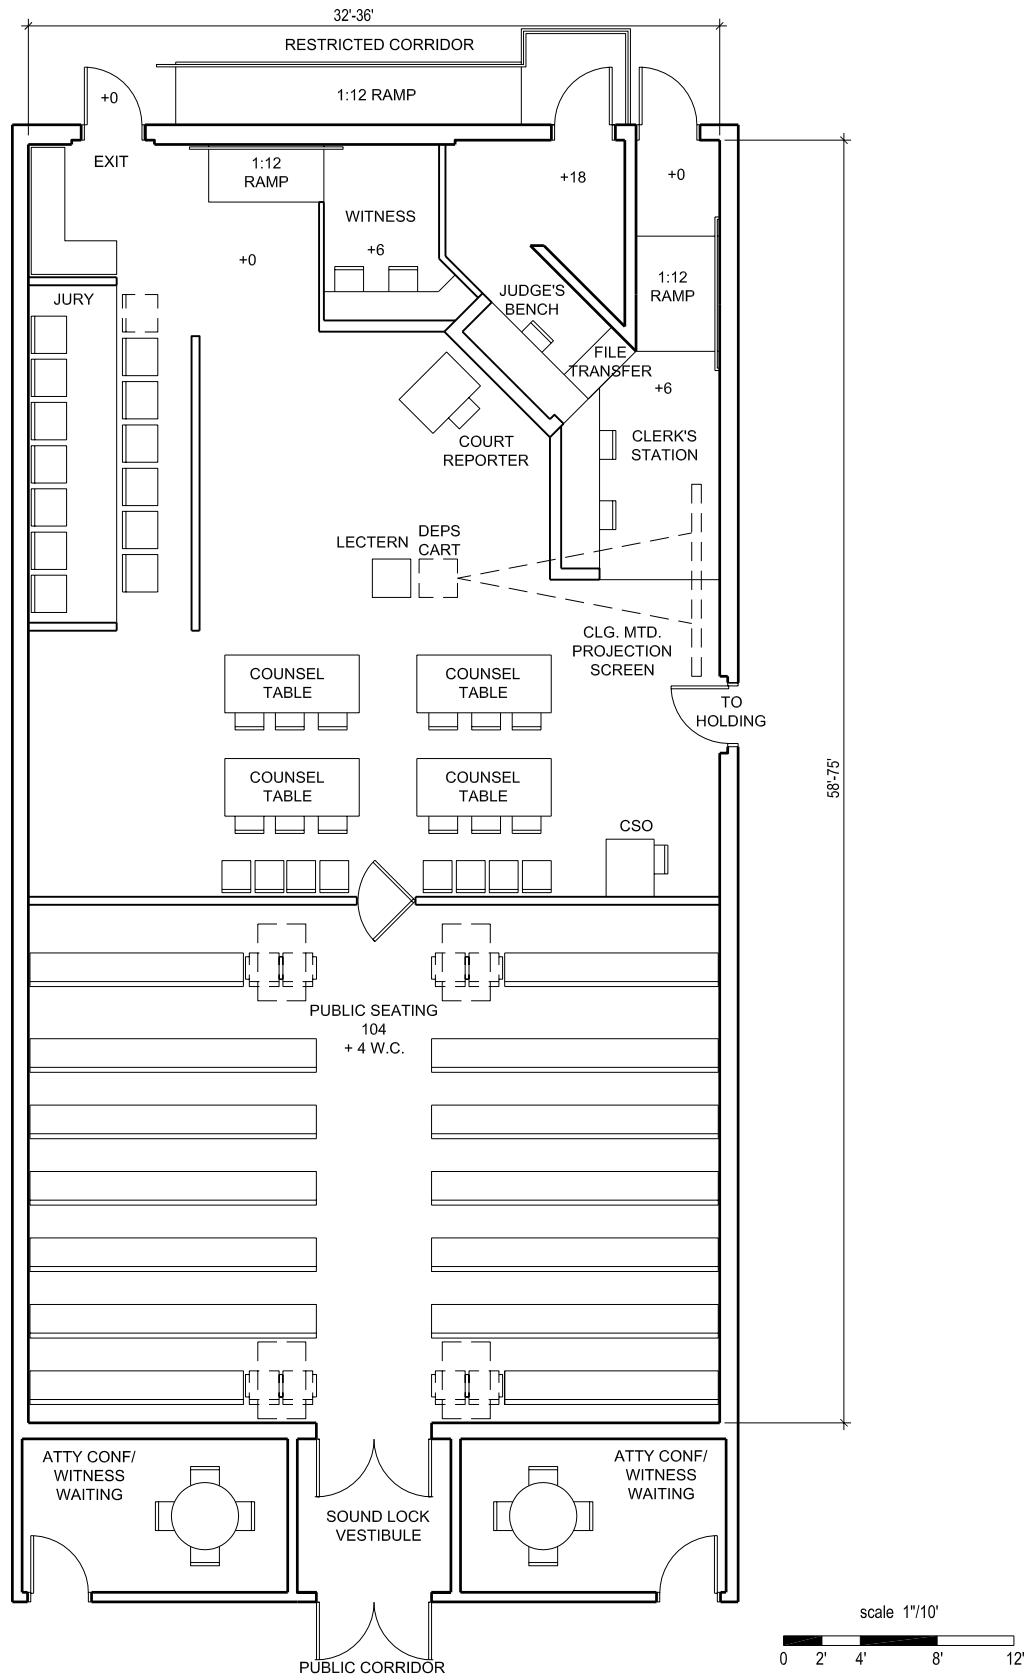 32'-36'
RESTRICTED CORRIDOR
1:12 RAMP
+0
EXIT
1:12
RAMP
+18
+0
WITNESS
+6
+0
JURY
JUDGE'S
BENCH
1:12
RAMP
FILE
TRANSFER
+6
COURT
REPORTER
CLERK'S
STATION
LECTERN
DEPS
CART
CLG. MTD.
PROJECTION
SCREEN
COUNSEL
TABLE
COUNSEL
TABLE
TO
HOLDING
58'-75'
COUNSEL
TABLE
COUNSEL
TABLE
CSO
PUBLIC SEATING
104
+ 4 W.C.
ATTY CONF/
WITNESS
WAITING
SOUND LOCK
VESTIBULE
ATTY CONF/
WITNESS
WAITING
PUBLIC CORRIDOR
scale 1"/10'
0 2' 4' 8' 12'